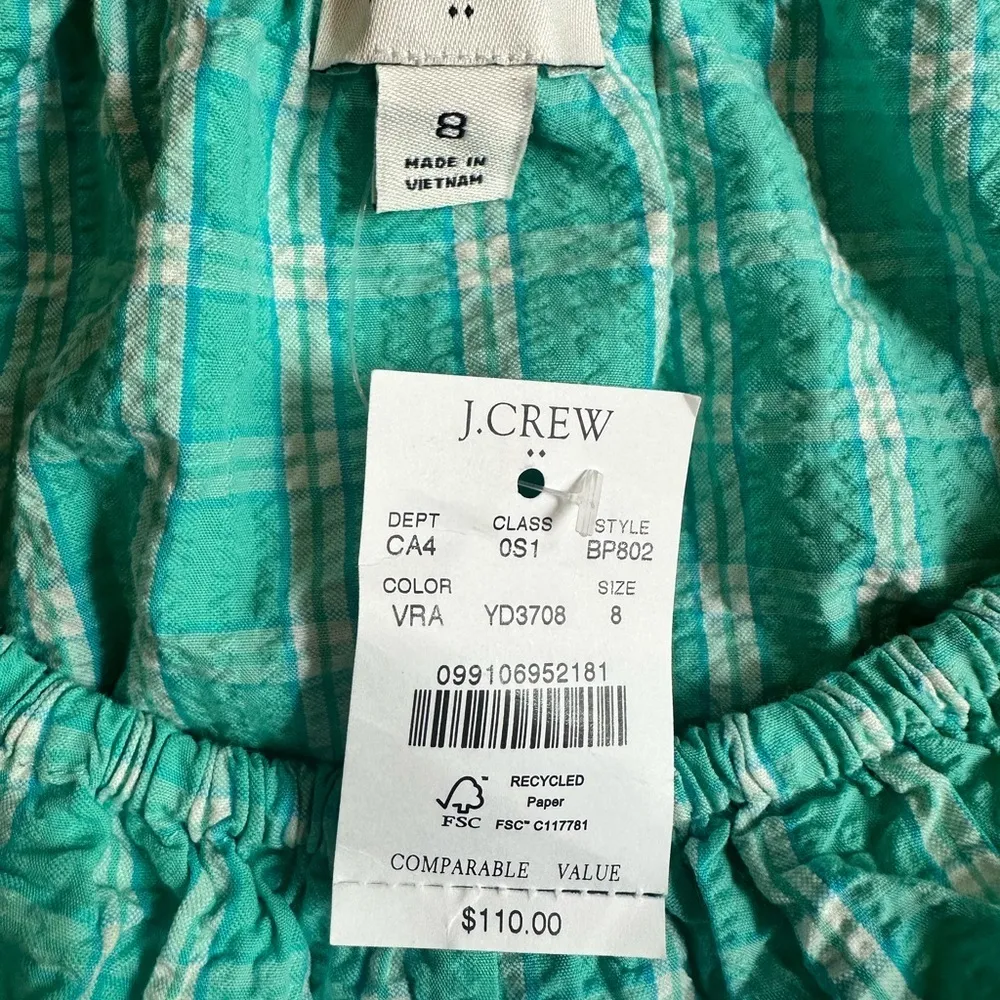 8
MADE IN
VIETNAM
J.CREW
DEPT CLASS STYLE
CA4 0S1 BP802
COLOR SIZE
VRA YD3708 8
099106952181
RECYCLED
Paper
FSC™ FSC™ C117781
COMPARABLE VALUE
$110.00